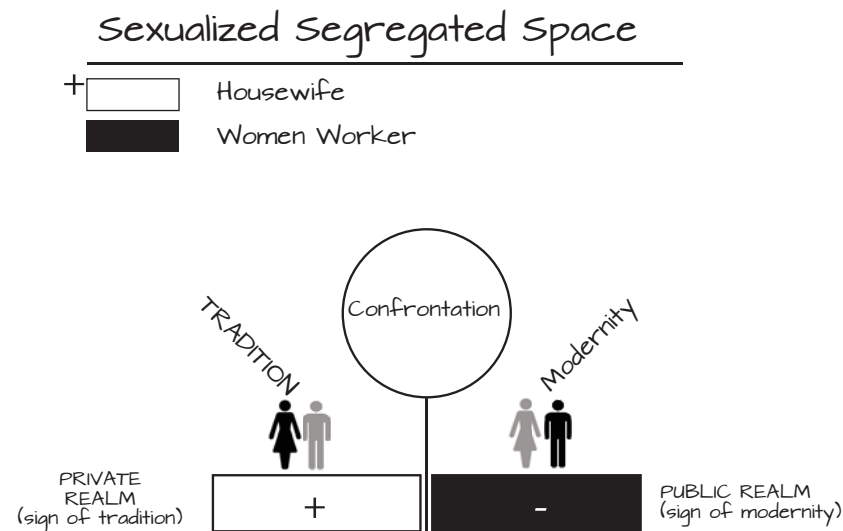 Sexualized Segregated Space
+
Housewife
Women Worker
Confrontation
TRADITION
Modernity
PRIVATE
REALM
(sign of tradition)
+
-
PUBLIC REALM
(sign of modernity)